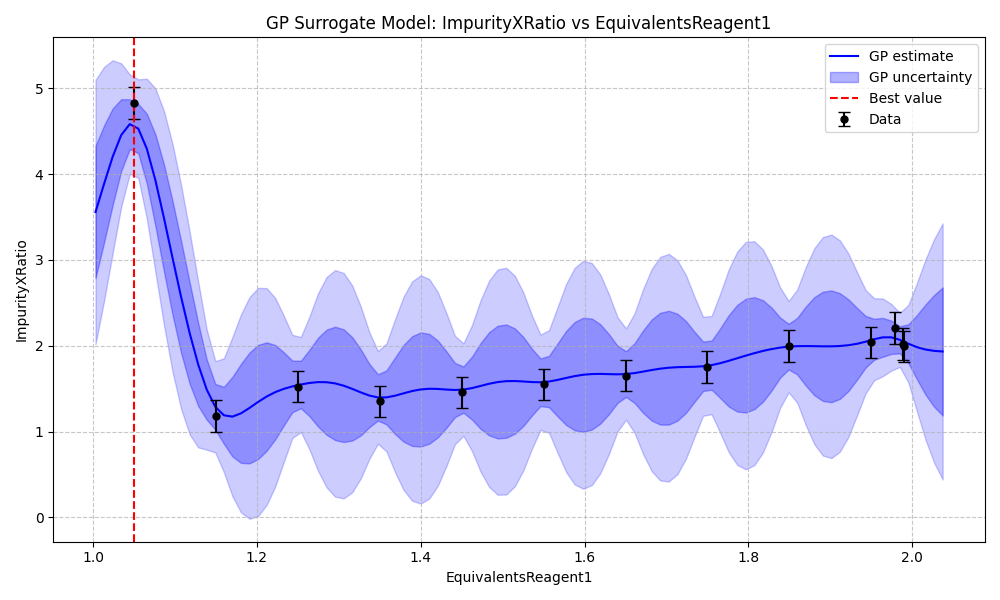 GP Surrogate Model: ImpurityXRatio vs EquivalentsReagent1
GP estimate
GP uncertainty
Best value
Data
ImpurityXRatio
5
4
3
2
1
0
1.0 1.2 1.4 1.6 1.8 2.0
EquivalentsReagent1